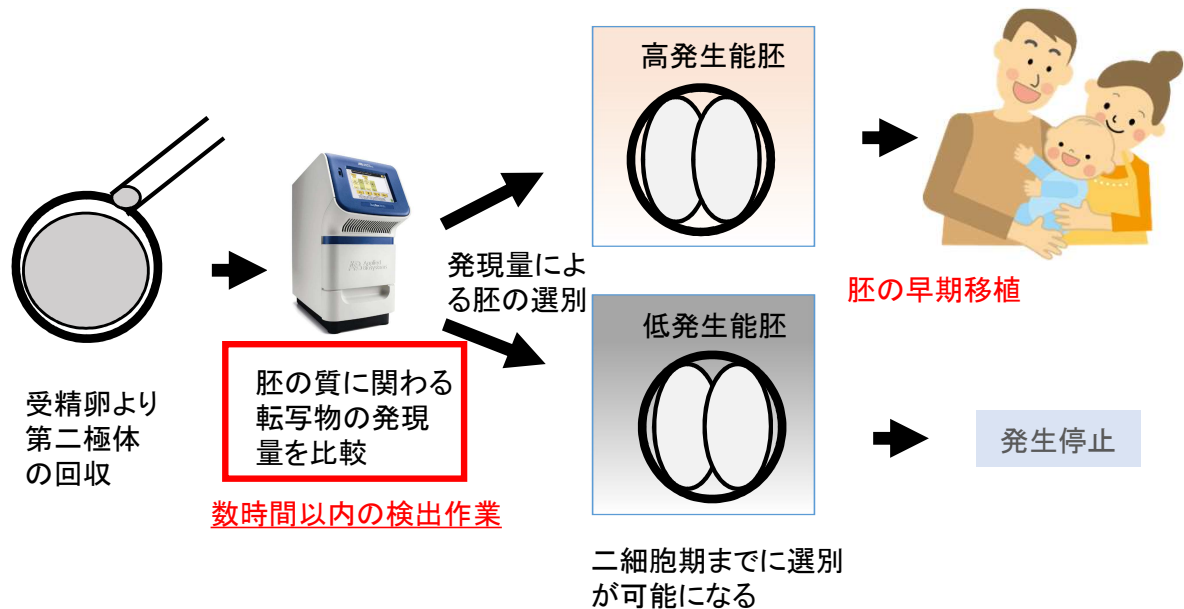 受精卵より
第二極体
の回収
胚の質に関わる
転写物の発現
量を比較
数時間以内の検出作業
発現量によ
る胚の選別
高発生能胚
低発生能胚
二細胞期までに選別
が可能になる
胚の早期移植
発生停止